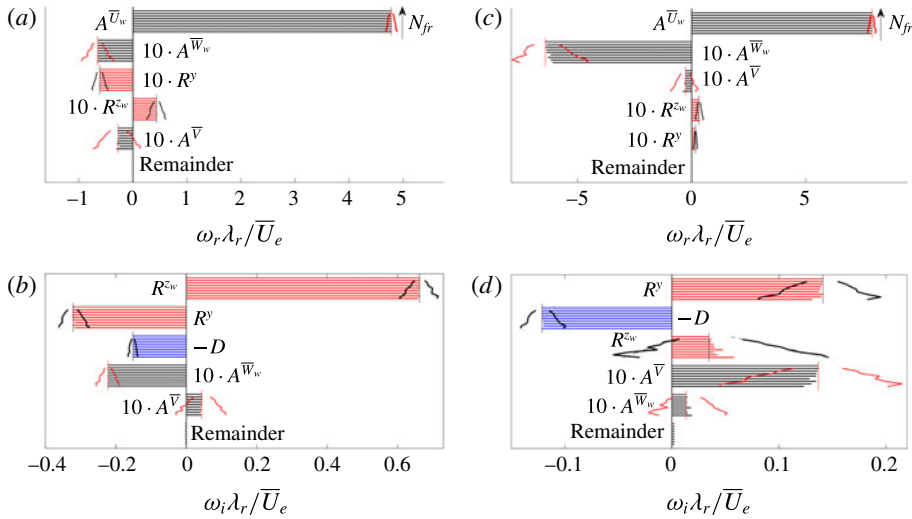 (a)
A^{\overline{U}_w}
N_{fr}
10 · A^{\overline{W}_w}
10 · R^y
10 · R^{z_w}
10 · A^{\overline{V}}
Remainder
−1 0 1 2 3 4 5
ω_r λ_r / \overline{U}_e
(c)
A^{\overline{U}_w}
N_{fr}
10 · A^{\overline{W}_w}
10 · A^{\overline{V}}
10 · R^{z_w}
10 · R^y
Remainder
−5 0 5
ω_r λ_r / \overline{U}_e
(b)
R^{z_w}
R^y
−D
10 · A^{\overline{W}_w}
10 · A^{\overline{V}}
Remainder
−0.4 −0.2 0 0.2 0.4 0.6
ω_i λ_r / \overline{U}_e
(d)
R^y
−D
R^{z_w}
10 · A^{\overline{V}}
10 · A^{\overline{W}_w}
Remainder
−0.1 0 0.1 0.2
ω_i λ_r / \overline{U}_e